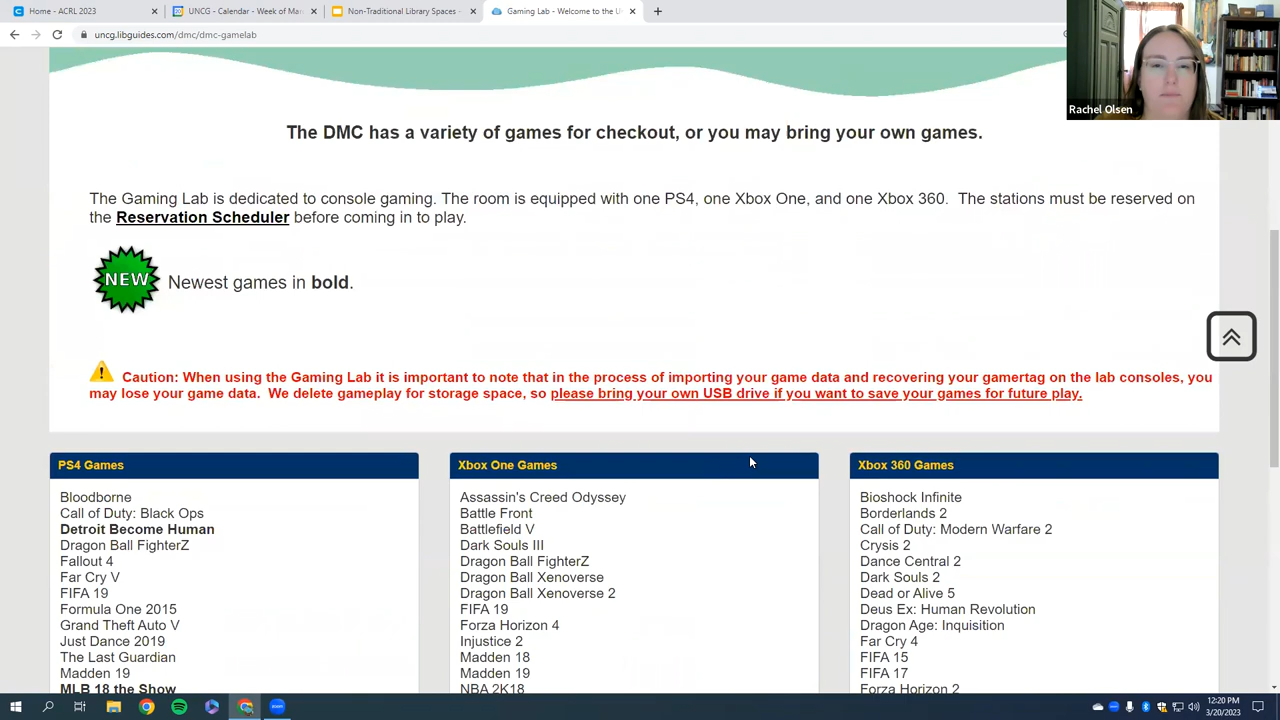 Home - ACRL 2023
UNCG - Calendar - Week of Mar
Non-Traditional Library Spaces -
Gaming Lab - Welcome to the U
uncg.libguides.com/dmc/dmc-gamelab
Rachel Olsen
The DMC has a variety of games for checkout, or you may bring your own games.
The Gaming Lab is dedicated to console gaming. The room is equipped with one PS4, one Xbox One, and one Xbox 360. The stations must be reserved on
the Reservation Scheduler before coming in to play.
NEW
Newest games in bold.
Caution: When using the Gaming Lab it is important to note that in the process of importing your game data and recovering your gamertag on the lab consoles, you
may lose your game data. We delete gameplay for storage space, so please bring your own USB drive if you want to save your games for future play.
PS4 Games
Bloodborne
Call of Duty: Black Ops
Detroit Become Human
Dragon Ball FighterZ
Fallout 4
Far Cry V
FIFA 19
Formula One 2015
Grand Theft Auto V
Just Dance 2019
The Last Guardian
Madden 19
MLB 18 the Show
Xbox One Games
Assassin's Creed Odyssey
Battle Front
Battlefield V
Dark Souls III
Dragon Ball FighterZ
Dragon Ball Xenoverse
Dragon Ball Xenoverse 2
FIFA 19
Forza Horizon 4
Injustice 2
Madden 18
Madden 19
NBA 2K18
Xbox 360 Games
Bioshock Infinite
Borderlands 2
Call of Duty: Modern Warfare 2
Crysis 2
Dance Central 2
Dark Souls 2
Dead or Alive 5
Deus Ex: Human Revolution
Dragon Age: Inquisition
Far Cry 4
FIFA 15
FIFA 17
Forza Horizon 2
12:20 PM
3/20/2023